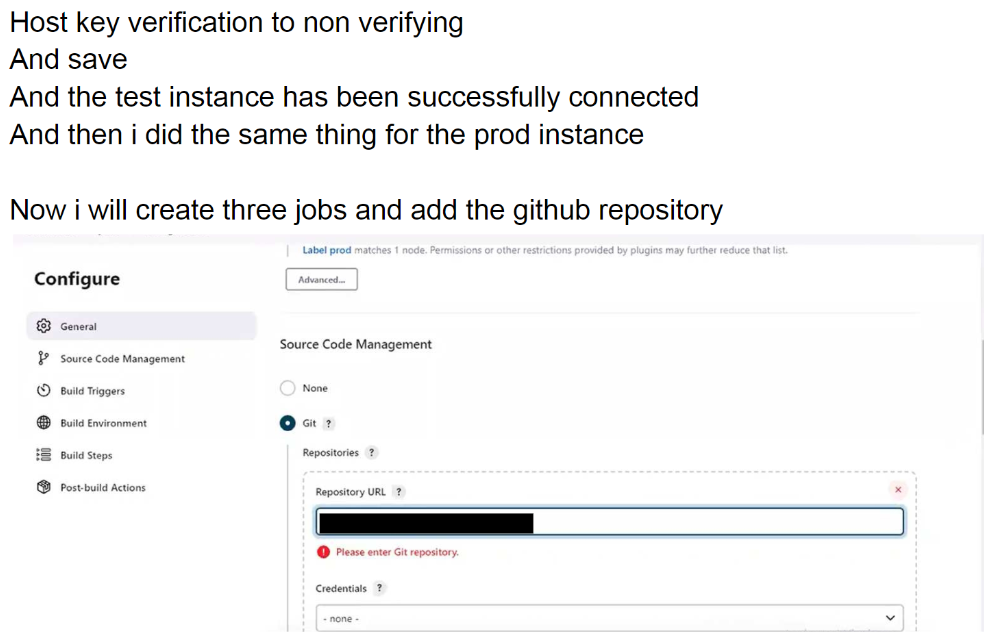 Host key verification to non verifying
And save
And the test instance has been successfully connected
And then i did the same thing for the prod instance
Now i will create three jobs and add the github repository
Label prod matches 1 node. Permissions or other restrictions provided by plugins may further reduce that list.
Configure
Advanced...
General
Source Code Management
Source Code Management
None
Build Triggers
Build Environment
Git ?
Repositories ?
Build Steps
Post-build Actions
Repository URL ?
Please enter Git repository.
Credentials ?
- none -